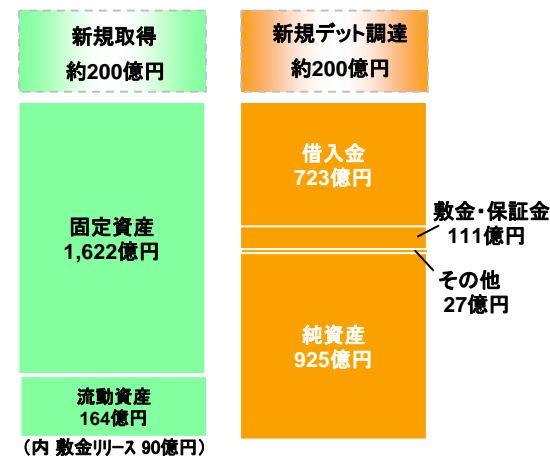 新規取得
約200億円
新規デット調達
約200億円
固定資産
1,622億円
流動資産
164億円
(内 敷金リリース 90億円)
借入金
723億円
敷金・保証金
111億円
その他
27億円
純資産
925億円